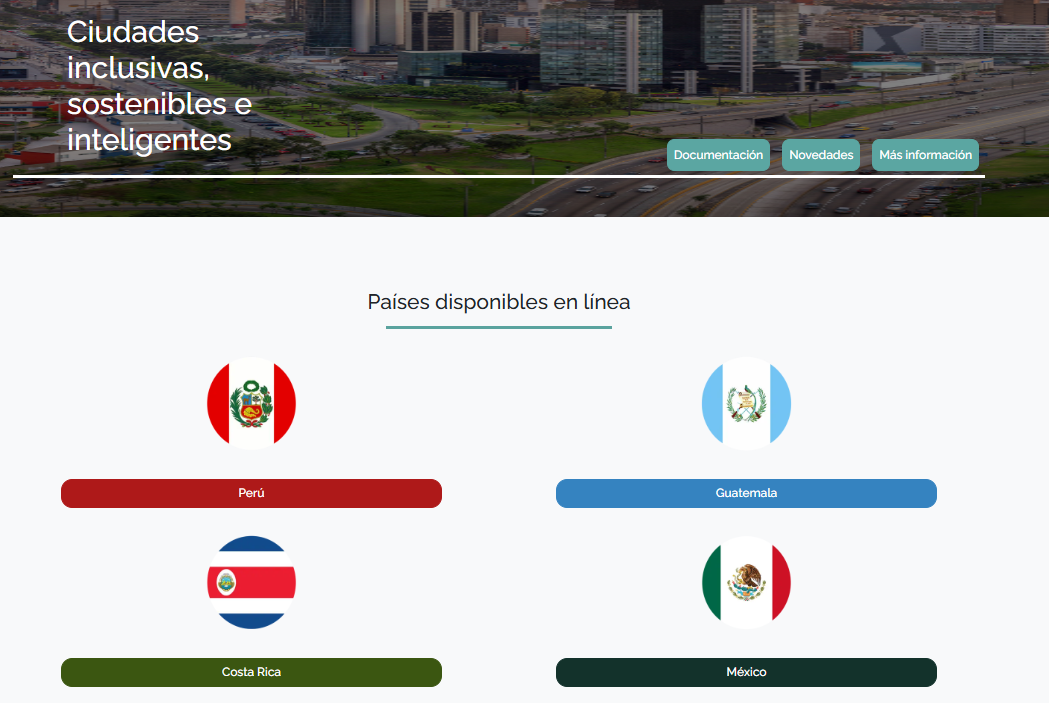 Ciudades
inclusivas,
sostenibles e
inteligentes
Documentación
Novedades
Más información
Países disponibles en línea
Perú
Guatemala
Costa Rica
México